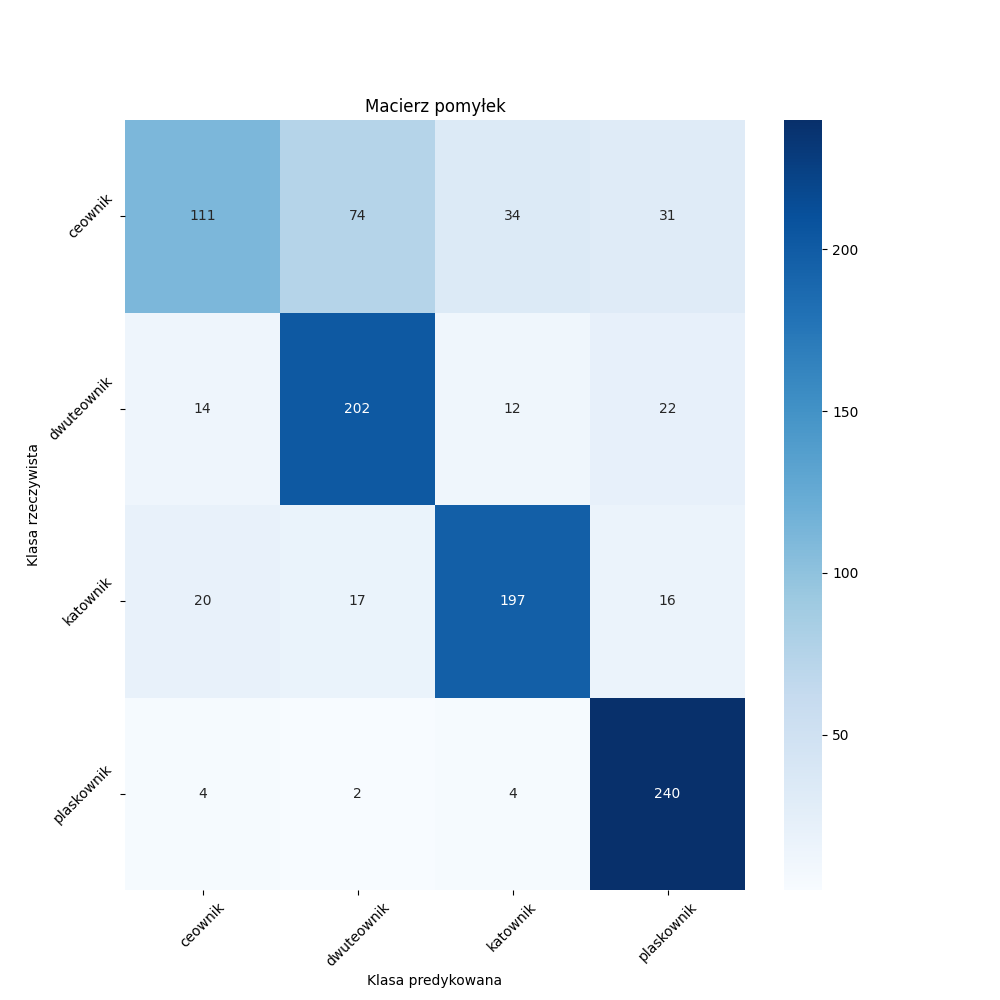 Macierz pomyłek
ceownik 111 74 34 31
dwuteownik 14 202 12 22
katownik 20 17 197 16
plaskownik 4 2 4 240
ceownik dwuteownik katownik plaskownik
Klasa predykowana
Klasa rzeczywista
200
150
100
50